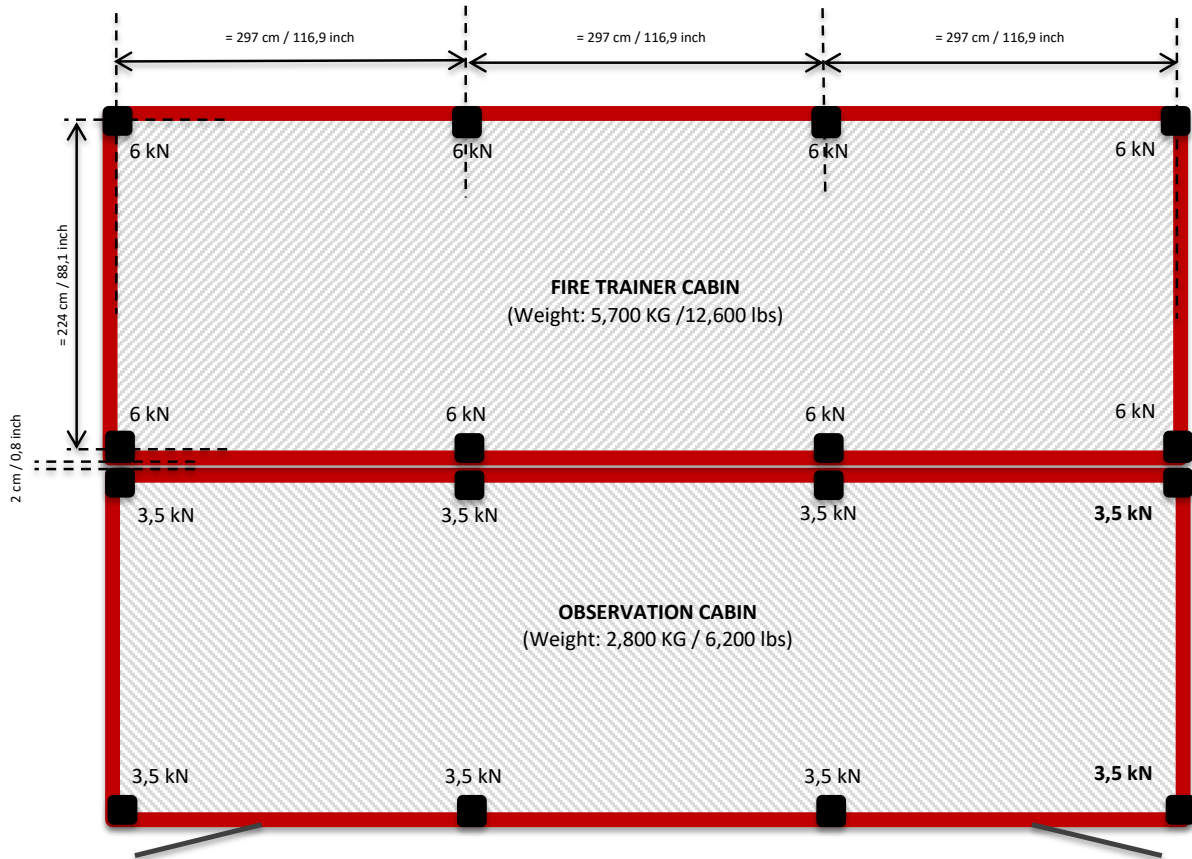 = 297 cm / 116,9 inch
= 297 cm / 116,9 inch
= 297 cm / 116,9 inch
6 kN
6 kN
6 kN
6 kN
= 224 cm / 88,1 inch
FIRE TRAINER CABIN
(Weight: 5,700 KG /12,600 lbs)
6 kN
6 kN
6 kN
6 kN
2 cm / 0,8 inch
3,5 kN
3,5 kN
3,5 kN
3,5 kN
OBSERVATION CABIN
(Weight: 2,800 KG / 6,200 lbs)
3,5 kN
3,5 kN
3,5 kN
3,5 kN